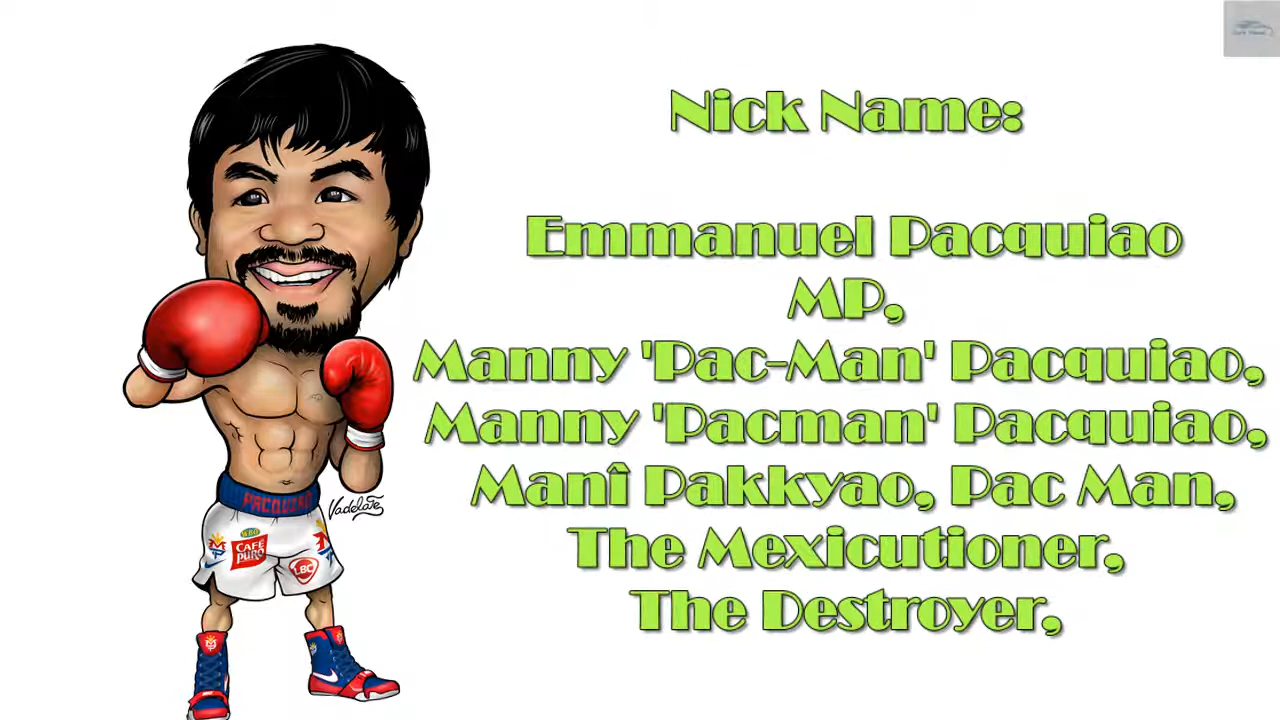 Nick Name:
Emmanuel Pacquiao
MP,
Manny 'Pac-Man' Pacquiao,
Manny 'Pacman' Pacquiao,
Manî Pakkyao, Pac Man,
The Mexicutioner,
The Destroyer,
PACQUIAO
VadelaFe
CAFÉ
PURO
LBC